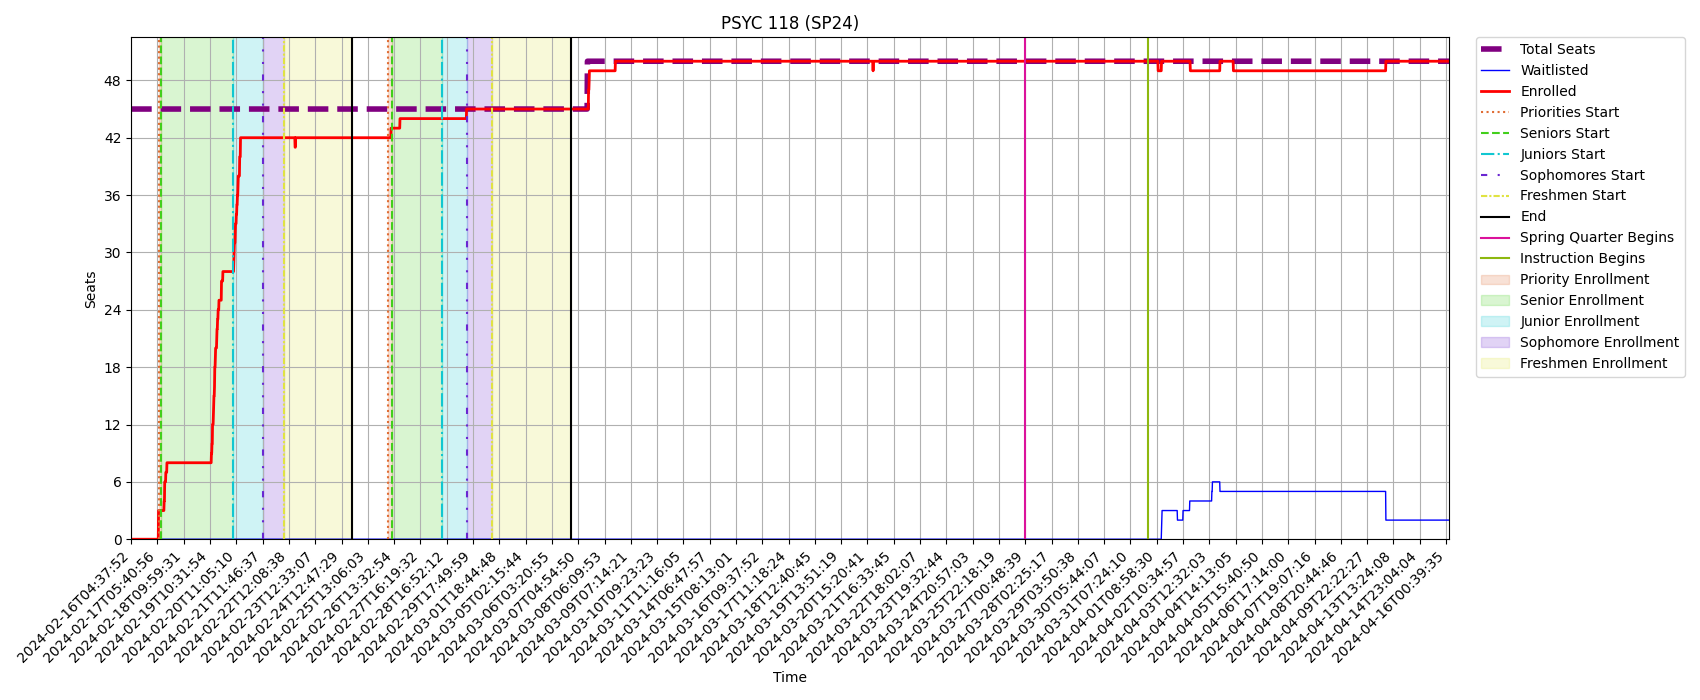 PSYC 118 (SP24)
Seats
48
42
36
30
24
18
12
6
0
2024-02-16T04:37:52
2024-02-17T05:40:56
2024-02-18T09:59:31
2024-02-19T10:31:54
2024-02-20T11:05:10
2024-02-21T11:46:37
2024-02-22T12:08:38
2024-02-23T12:33:07
2024-02-24T12:47:29
2024-02-25T13:06:03
2024-02-26T13:32:54
2024-02-27T16:19:32
2024-02-28T16:52:12
2024-02-29T17:49:59
2024-03-01T18:44:48
2024-03-05T02:15:44
2024-03-06T03:20:55
2024-03-07T04:54:50
2024-03-08T06:09:53
2024-03-09T07:14:21
2024-03-10T09:23:23
2024-03-11T11:16:05
2024-03-14T06:47:57
2024-03-15T08:13:01
2024-03-16T09:37:52
2024-03-17T11:18:24
2024-03-18T12:40:45
2024-03-19T13:51:19
2024-03-20T15:20:41
2024-03-21T16:33:45
2024-03-22T18:02:07
2024-03-23T19:32:44
2024-03-24T20:57:03
2024-03-25T22:18:19
2024-03-27T00:48:39
2024-03-28T02:25:17
2024-03-29T03:50:38
2024-03-30T05:44:07
2024-03-31T07:24:10
2024-04-01T08:58:30
2024-04-02T10:34:57
2024-04-03T12:32:03
2024-04-04T14:13:05
2024-04-05T15:40:50
2024-04-06T17:14:00
2024-04-07T19:07:16
2024-04-08T20:44:46
2024-04-09T22:22:27
2024-04-13T13:24:08
2024-04-14T23:04:04
2024-04-16T00:39:35
Time
Total Seats
Waitlisted
Enrolled
Priorities Start
Seniors Start
Juniors Start
Sophomores Start
Freshmen Start
End
Spring Quarter Begins
Instruction Begins
Priority Enrollment
Senior Enrollment
Junior Enrollment
Sophomore Enrollment
Freshmen Enrollment